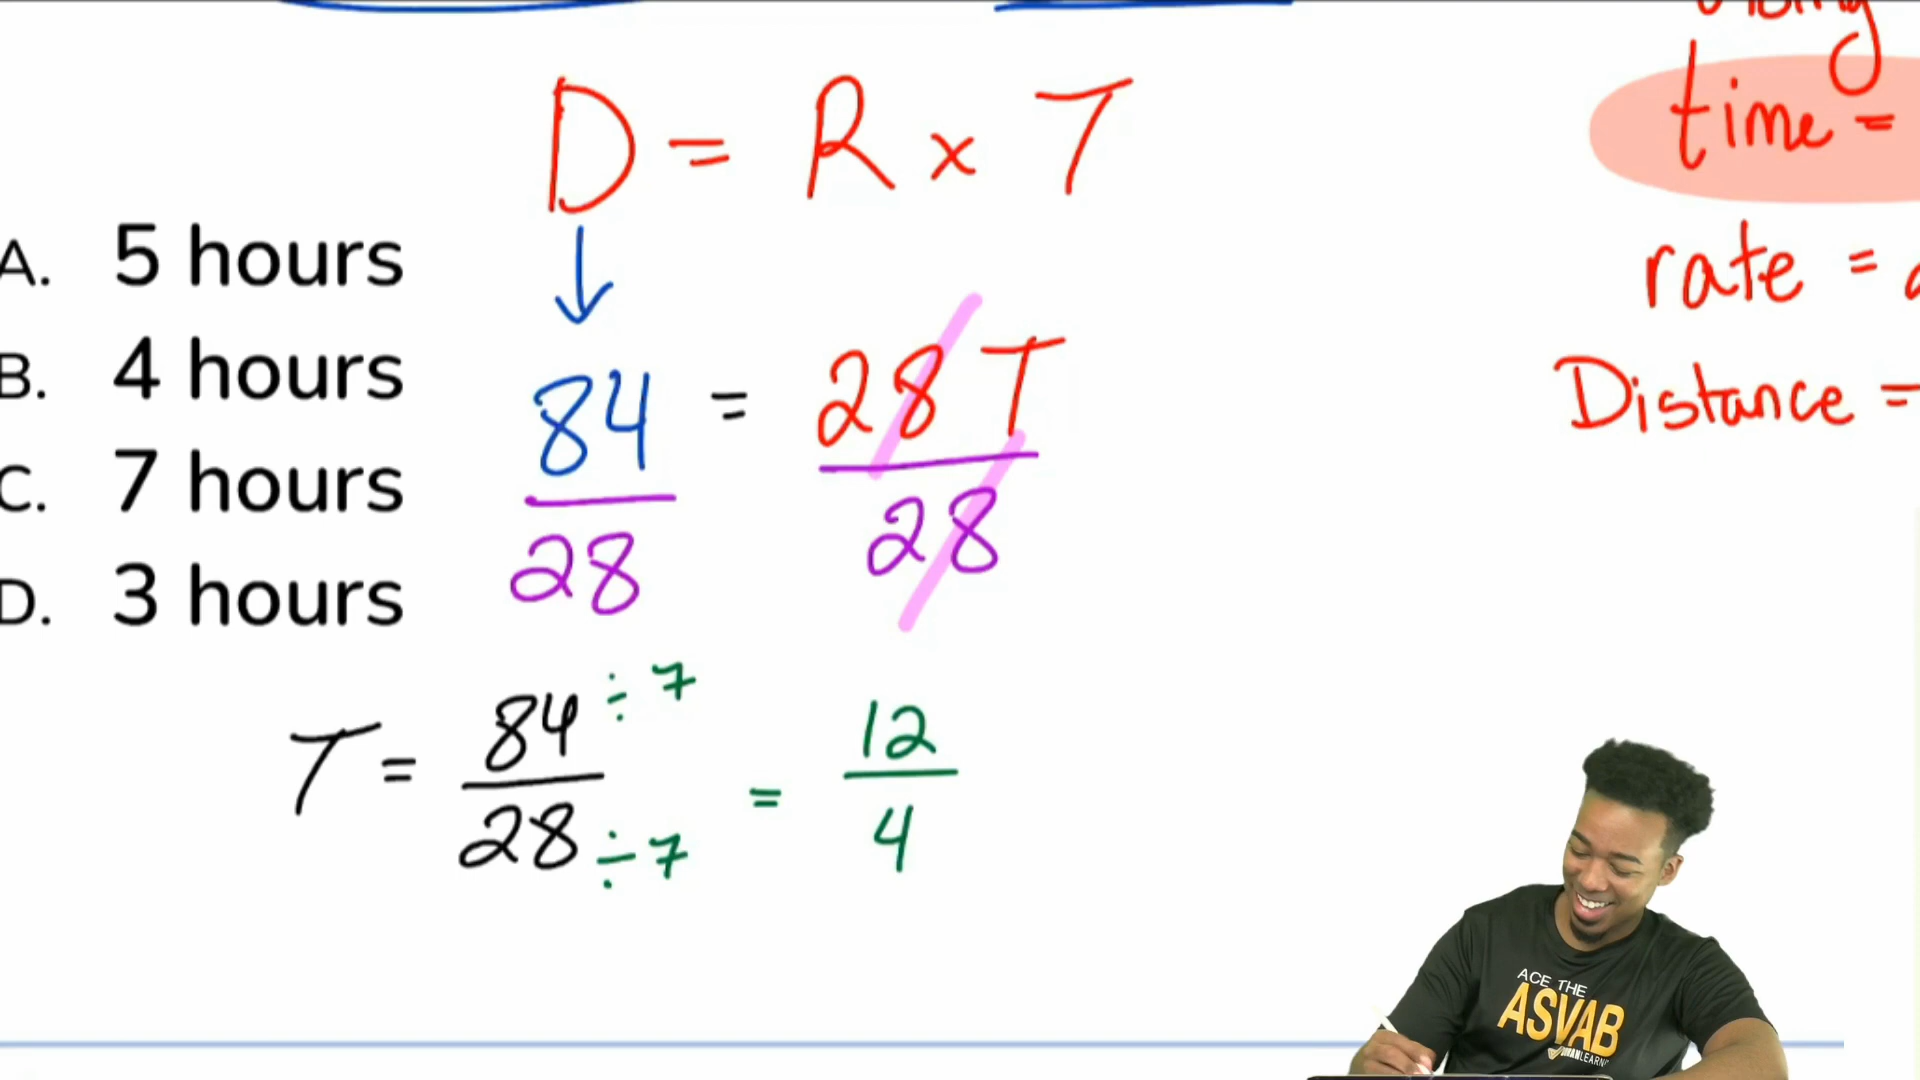 D = R x T
time =
rate =
Distance =
A. 5 hours
B. 4 hours
C. 7 hours
D. 3 hours
84 = 28 T
28 28
T = 84 ÷ 7 = 12
28 ÷ 7 4
ACE THE
ASVAB